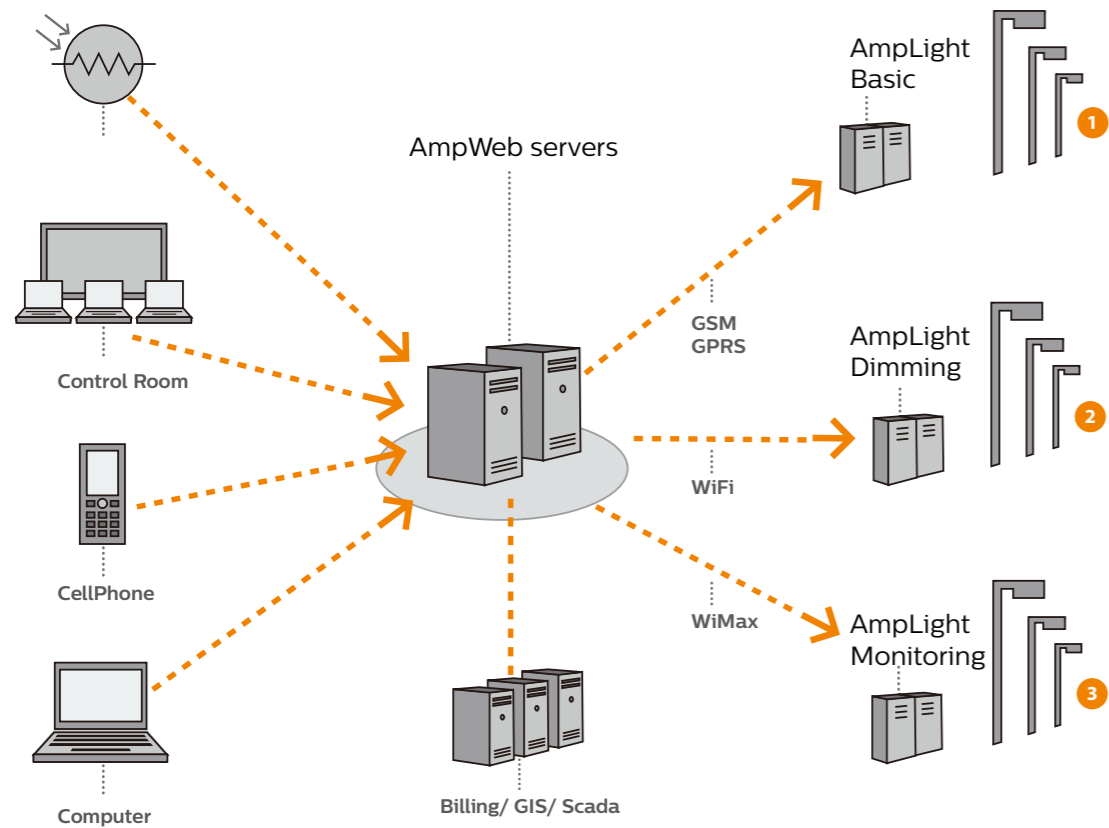 AmpLight
Basic
1
AmpWeb servers
GSM
GPRS
AmpLight
Dimming
2
Control Room
WiFi
CellPhone
WiMax
AmpLight
Monitoring
3
Computer
Billing/ GIS/ Scada